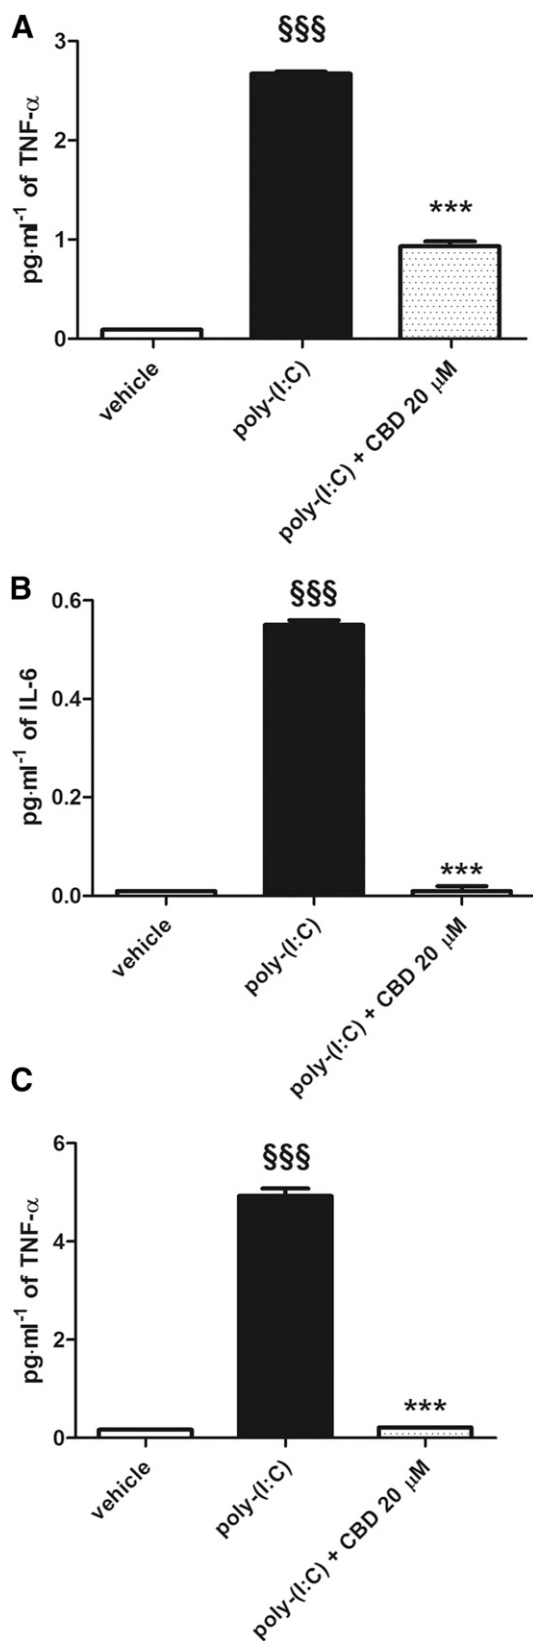 A
pg·ml⁻¹ of TNF-α
3
2
1
0
§§§
***
vehicle
poly-(I:C)
poly-(I:C) + CBD 20 μM
B
pg·ml⁻¹ of IL-6
0.6
0.4
0.2
0.0
§§§
***
vehicle
poly-(I:C)
poly-(I:C) + CBD 20 μM
C
pg·ml⁻¹ of TNF-α
6
4
2
0
§§§
***
vehicle
poly-(I:C)
poly-(I:C) + CBD 20 μM